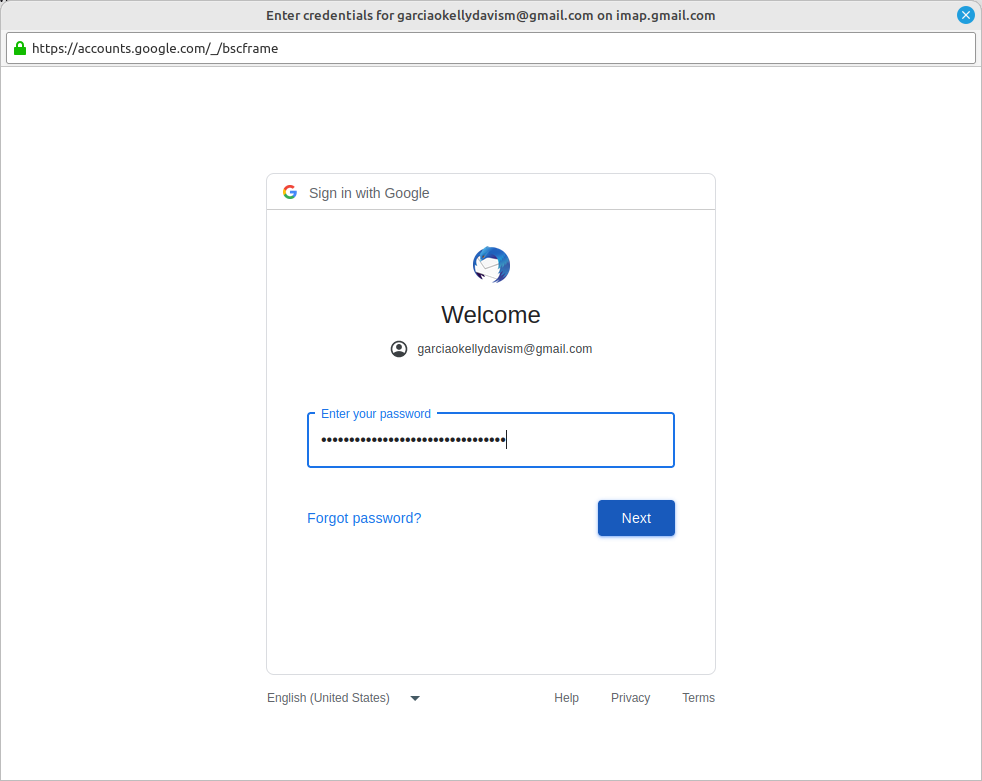 Enter credentials for garciaokellydavism@gmail.com on imap.gmail.com
https://accounts.google.com/_/bscframe
Sign in with Google
Welcome
garciaokellydavism@gmail.com
Enter your password
•••••••••••••••••••••••••••••••••
Forgot password?
Next
English (United States)
Help Privacy Terms